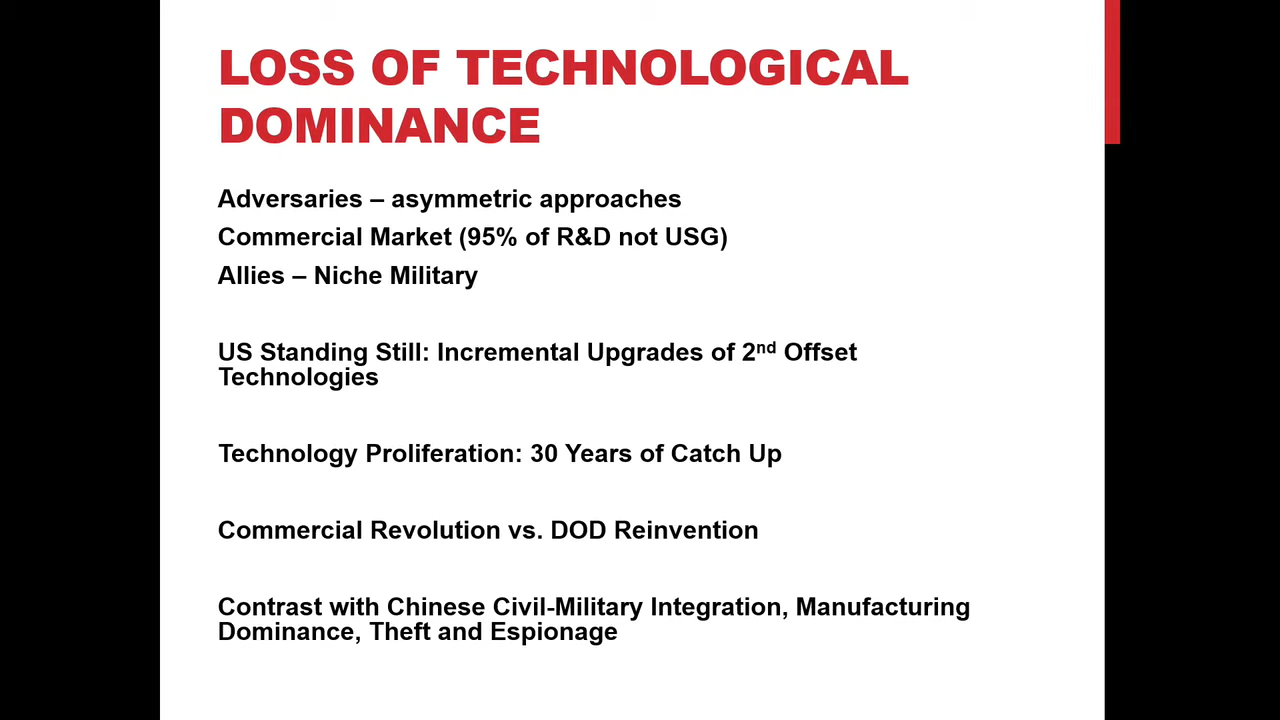 LOSS OF TECHNOLOGICAL
DOMINANCE
Adversaries – asymmetric approaches
Commercial Market (95% of R&D not USG)
Allies – Niche Military
US Standing Still: Incremental Upgrades of 2nd Offset
Technologies
Technology Proliferation: 30 Years of Catch Up
Commercial Revolution vs. DOD Reinvention
Contrast with Chinese Civil-Military Integration, Manufacturing
Dominance, Theft and Espionage